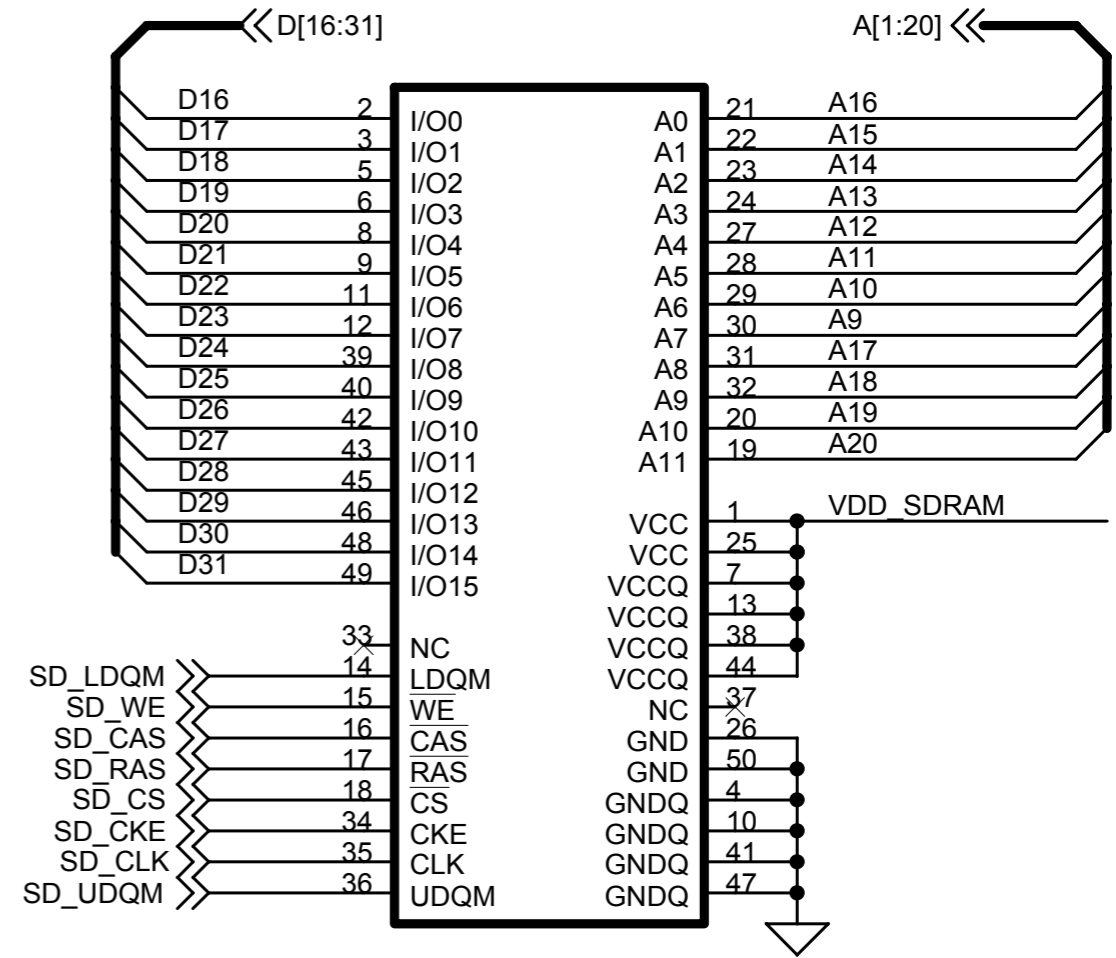 D[16:31] A[1:20]
D16 2 I/O0 A0 21 A16
D17 3 I/O1 A1 22 A15
D18 5 I/O2 A2 23 A14
D19 6 I/O3 A3 24 A13
D20 8 I/O4 A4 27 A12
D21 9 I/O5 A5 28 A11
D22 11 I/O6 A6 29 A10
D23 12 I/O7 A7 30 A9
D24 39 I/O8 A8 31 A17
D25 40 I/O9 A9 32 A18
D26 42 I/O10 A10 20 A19
D27 43 I/O11 A11 19 A20
D28 45 I/O12
D29 46 I/O13 VCC 1 VDD_SDRAM
D30 48 I/O14 VCC 25
D31 49 I/O15 VCCQ 7
VCCQ 13
33 NC VCCQ 38
SD_LDQM 14 LDQM VCCQ 44
SD_WE 15 WE NC 37
SD_CAS 16 CAS GND 26
SD_RAS 17 RAS GND 50
SD_CS 18 CS GNDQ 4
SD_CKE 34 CKE GNDQ 10
SD_CLK 35 CLK GNDQ 41
SD_UDQM 36 UDQM GNDQ 47